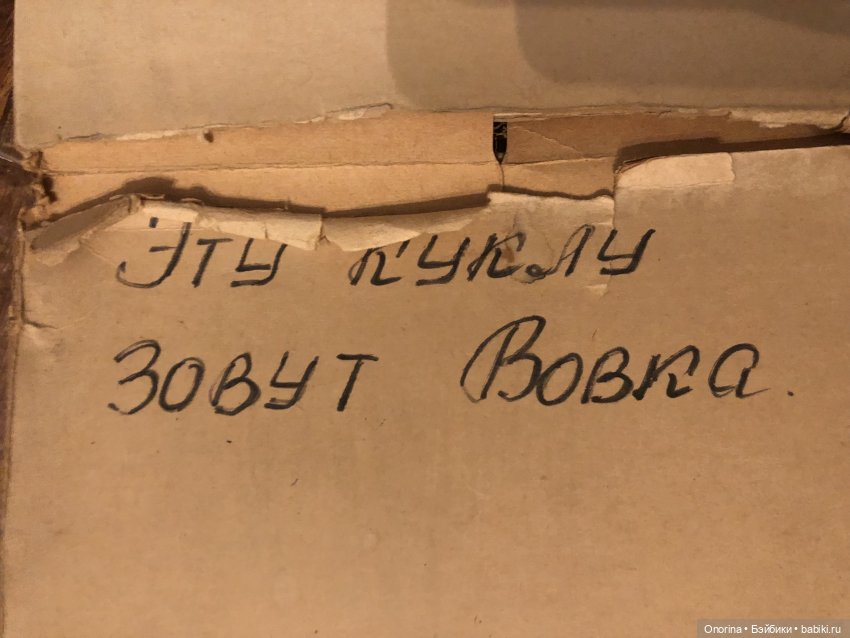 Эту куклу
зовут Вовка.
Onorina • Бэйбики • babiki.ru